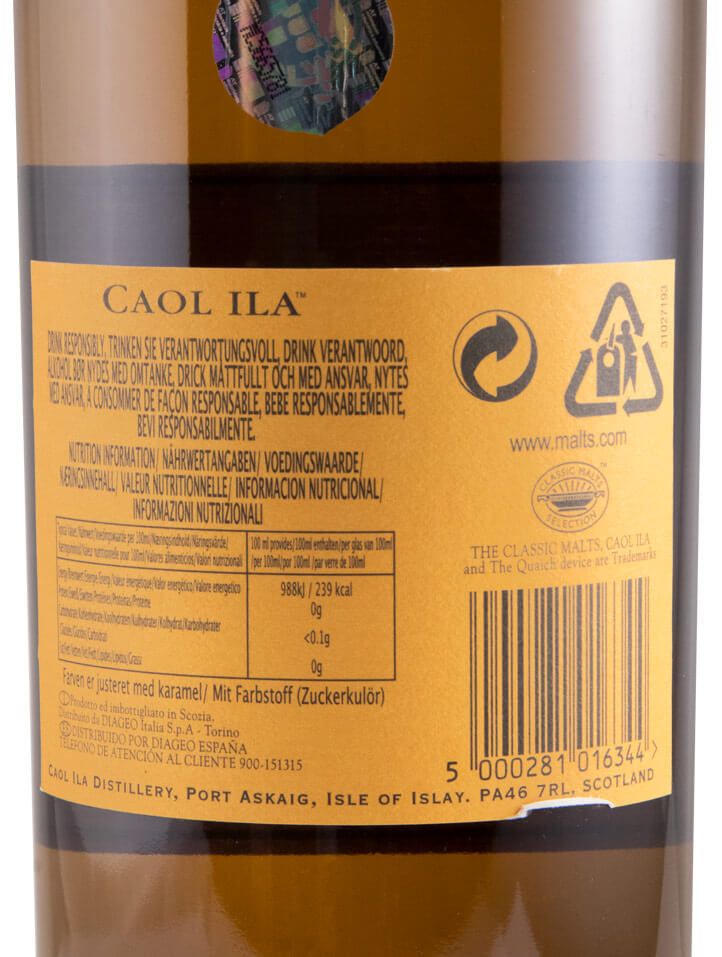 CAOL ILA™
DRINK RESPONSIBLY, TRINKEN SIE VERANTWORTUNGSVOLL, DRINK VERANTWOORD,
ALCOHOL BØR NYDES MED OMTANKE, DRICK MÅTTFULLT OCH MED ANSVAR, NYTES
MED ANSVAR, À CONSOMMER DE FAÇON RESPONSABLE, BEBE RESPONSABLEMENTE,
BEVI RESPONSABILMENTE.
NUTRITION INFORMATION/ NÄHRWERTANGABEN/ VOEDINGSWAARDE/
NÆRINGSINNEHALL/ VALEUR NUTRITIONNELLE/ INFORMACION NUTRICIONAL/
INFORMAZIONI NUTRIZIONALI
100 ml provides/100ml enthalten/per glas van 100ml
/per 100ml/por 100ml /par verre de 100ml
988kJ / 239 kcal
0g
<0.1g
0g
Farven er justeret med karamel/ Mit Farbstoff (Zuckerkulör)
Prodotto ed imbottigliato in Scozia.
Distribuito da DIAGEO Italia S.p.A - Torino
DISTRIBUIDO POR DIAGEO ESPAÑA
TELEFONO DE ATENCIÓN AL CLIENTE 900-151315
31027193
www.malts.com
CLASSIC MALTS
SELECTION
THE CLASSIC MALTS, CAOL ILA
and The Quaich device are Trademarks
5 000281 016344 >
CAOL ILA DISTILLERY, PORT ASKAIG, ISLE OF ISLAY. PA46 7RL, SCOTLAND